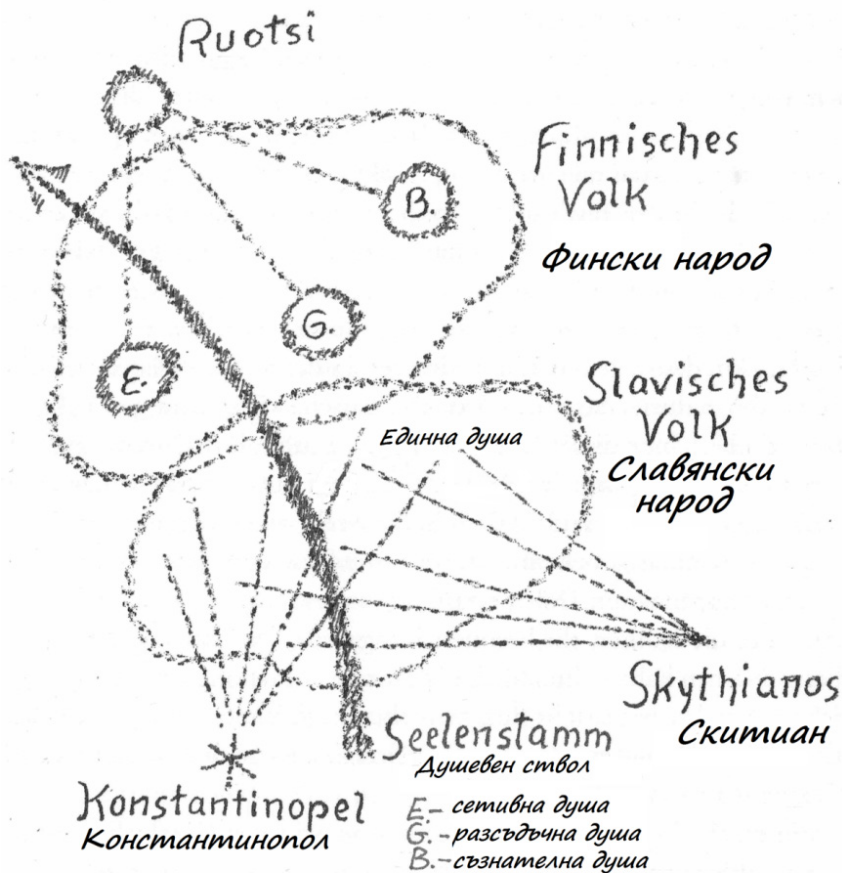 Ruotsi
Finnisches
Volk
B.
Фински народ
G.
E.
Slavisches
Volk
Единна душа
Славянски
народ
Skythianos
Скитиан
Seelenstamm
Душевен ствол
Konstantinopel
Константинопол
E.- сетивна душа
G.- разсъдъчна душа
B.- съзнателна душа